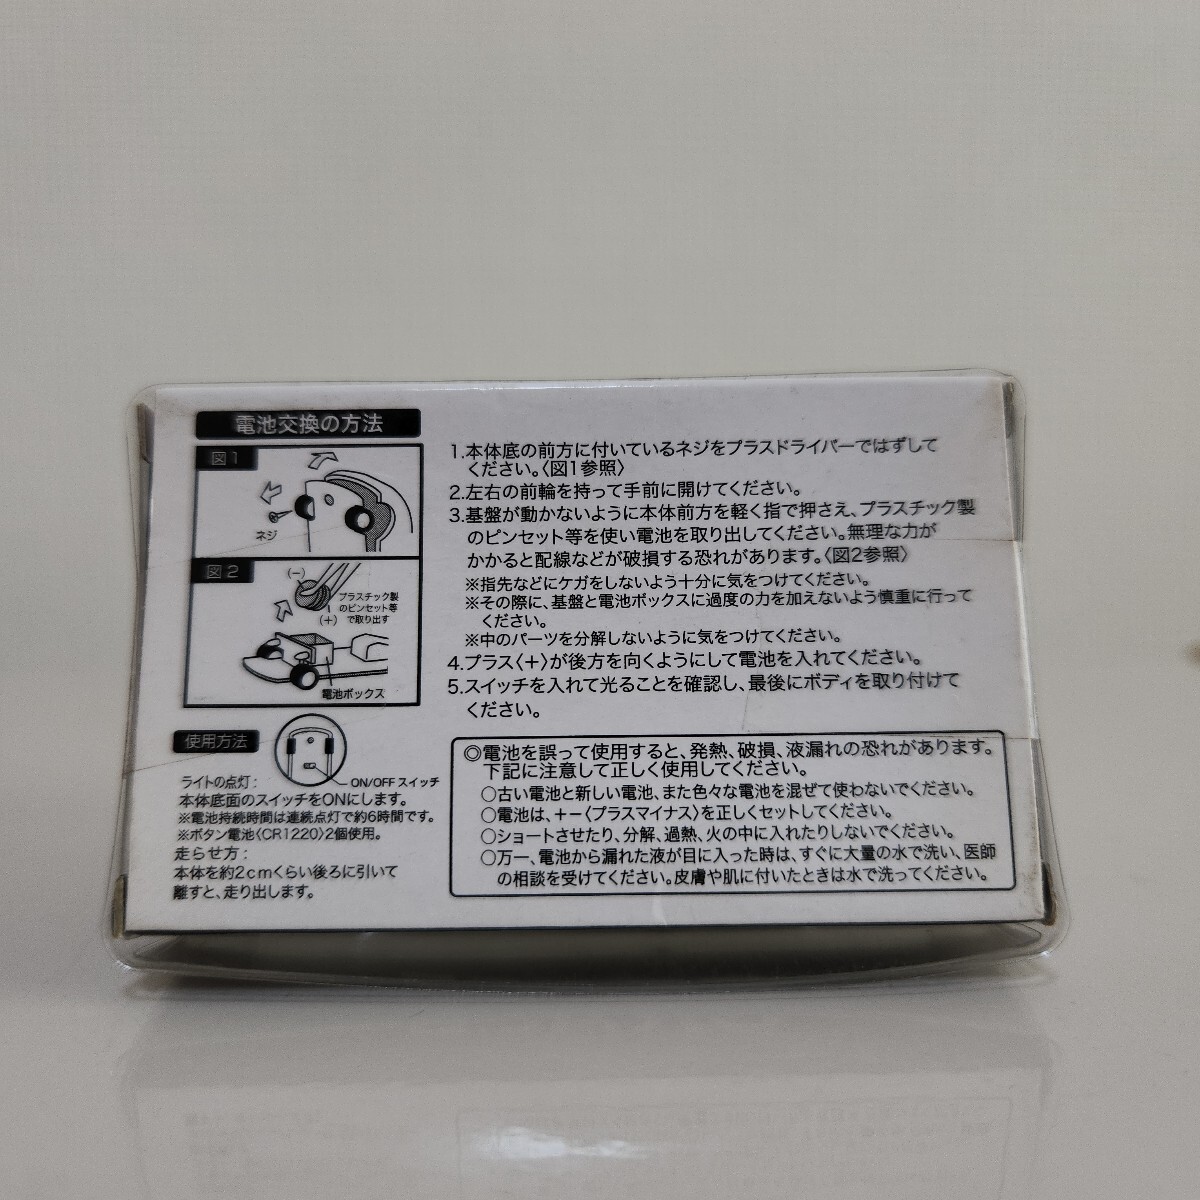 電池交換の方法
図1
ネジ
図2
(−)
プラスチック製
のピンセット等
(+) で取り出す
電池ボックス
使用方法
ON/OFF スイッチ
ライトの点灯:
本体底面のスイッチをONにします。
※電池持続時間は連続点灯で約6時間です。
※ボタン電池〈CR1220〉2個使用。
走らせ方:
本体を約2cmくらい後ろに引いて
離すと、走り出します。
1.本体底の前方に付いているネジをプラスドライバーではずして
ください。〈図1参照〉
2.左右の前輪を持って手前に開けてください。
3.基盤が動かないように本体前方を軽く指で押さえ、プラスチック製
のピンセット等を使い電池を取り出してください。無理な力が
かかると配線などが破損する恐れがあります。〈図2参照〉
※指先などにケガをしないよう十分に気をつけてください。
※その際に、基盤と電池ボックスに過度の力を加えないよう慎重に行って
ください。
※中のパーツを分解しないように気をつけてください。
4.プラス〈+〉が後方を向くようにして電池を入れてください。
5.スイッチを入れて光ることを確認し、最後にボディを取り付けて
ください。
◎電池を誤って使用すると、発熱、破損、液漏れの恐れがあります。
下記に注意して正しく使用してください。
○古い電池と新しい電池、また色々な電池を混ぜて使わないでください。
○電池は、+−〈プラスマイナス〉を正しくセットしてください。
○ショートさせたり、分解、過熱、火の中に入れたりしないでください。
○万一、電池から漏れた液が目に入った時は、すぐに大量の水で洗い、医師
の相談を受けてください。皮膚や肌に付いたときは水で洗ってください。